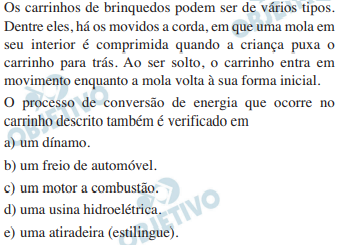 Os carrinhos de brinquedos podem ser de vários tipos.
Dentre eles, há os movidos a corda, em que uma mola em
seu interior é comprimida quando a criança puxa o
carrinho para trás. Ao ser solto, o carrinho entra em
movimento enquanto a mola volta à sua forma inicial.
O processo de conversão de energia que ocorre no
carrinho descrito também é verificado em
a) um dínamo.
b) um freio de automóvel.
c) um motor a combustão.
d) uma usina hidroelétrica.
e) uma atiradeira (estilingue).
OBJETIVO
OBJETIVO